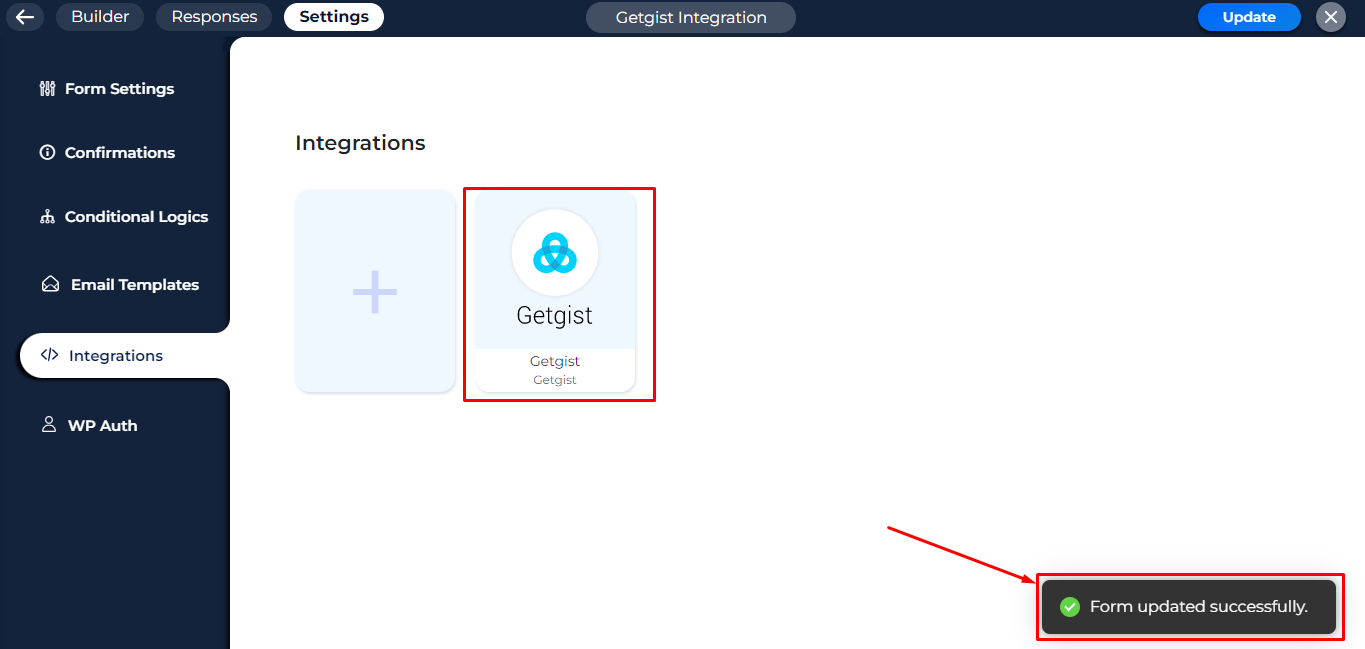 Builder
Responses
Settings
Getgist Integration
Update
Form Settings
Confirmations
Conditional Logics
Email Templates
Integrations
WP Auth
Integrations
Getgist
Getgist
Getgist
Form updated successfully.